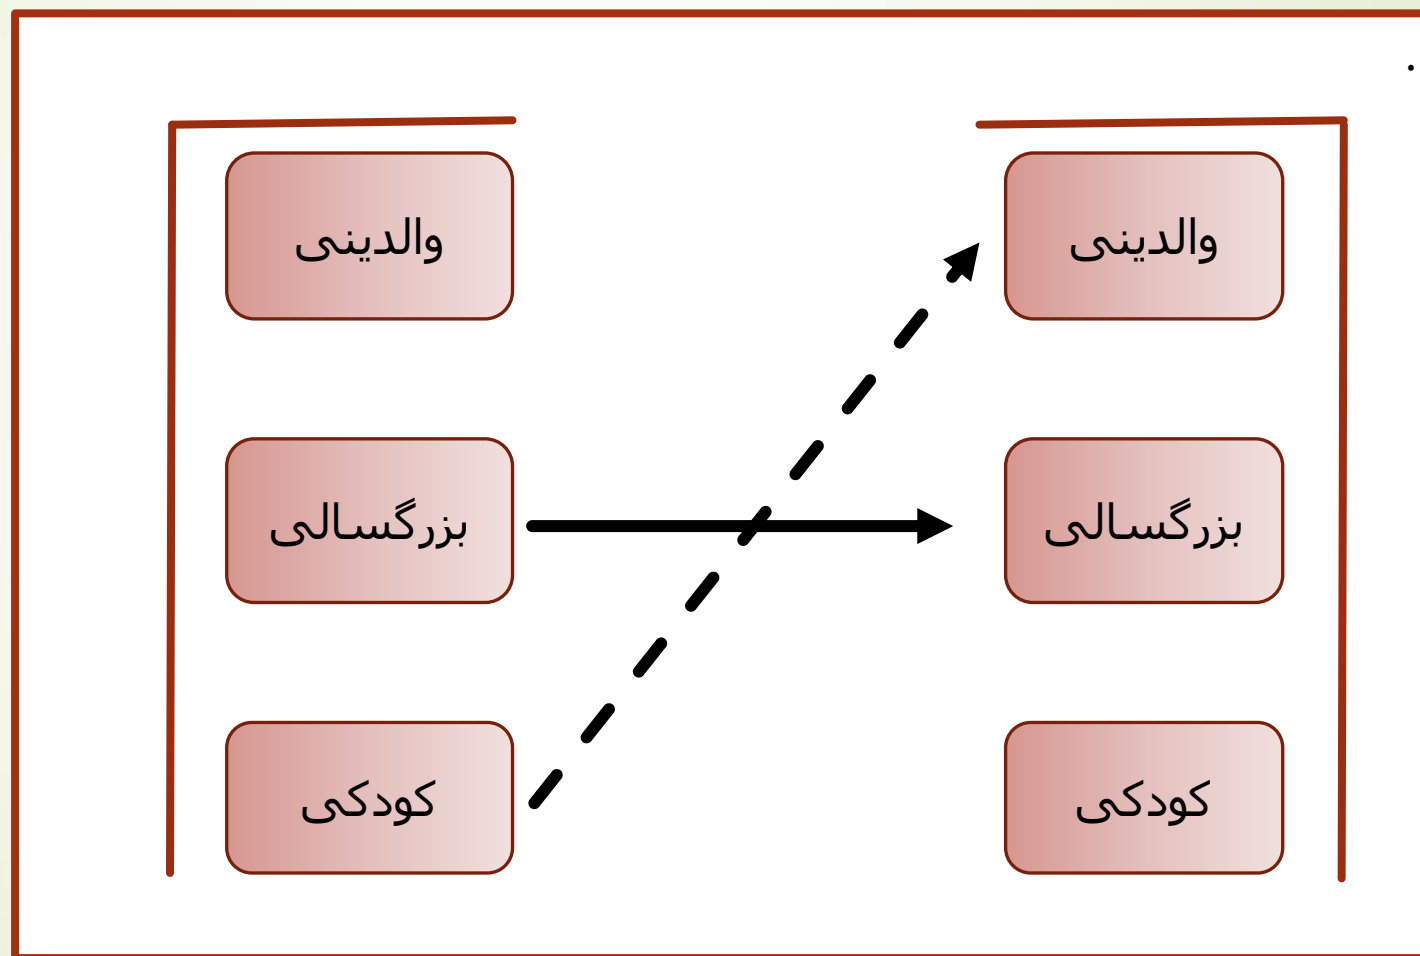 .
والدینی
والدینی
بزرگسالی
بزرگسالی
کودکی
کودکی